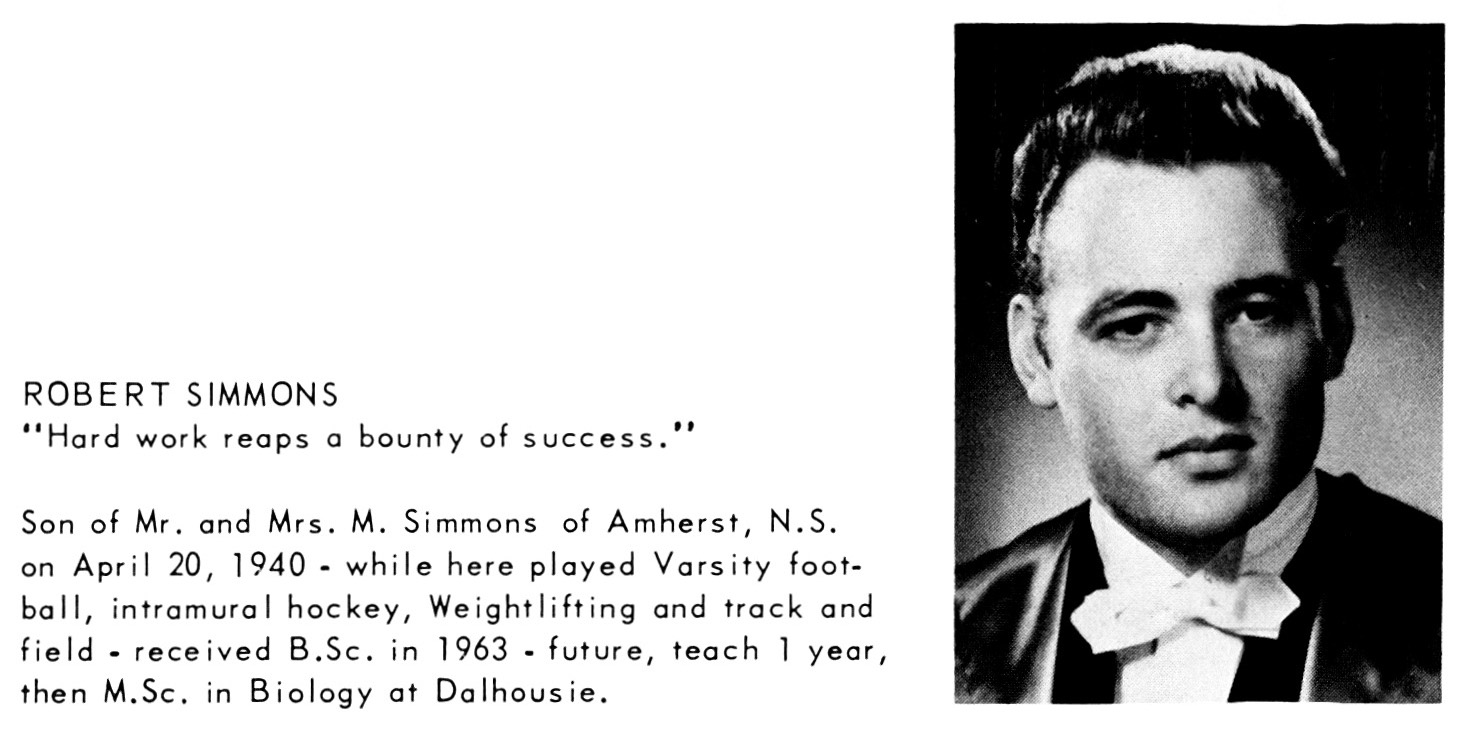 ROBERT SIMMONS
"Hard work reaps a bounty of success."
Son of Mr. and Mrs. M. Simmons of Amherst, N.S.
on April 20, 1940 - while here played Varsity foot-
ball, intramural hockey, Weightlifting and track and
field - received B.Sc. in 1963 - future, teach 1 year,
then M.Sc. in Biology at Dalhousie.